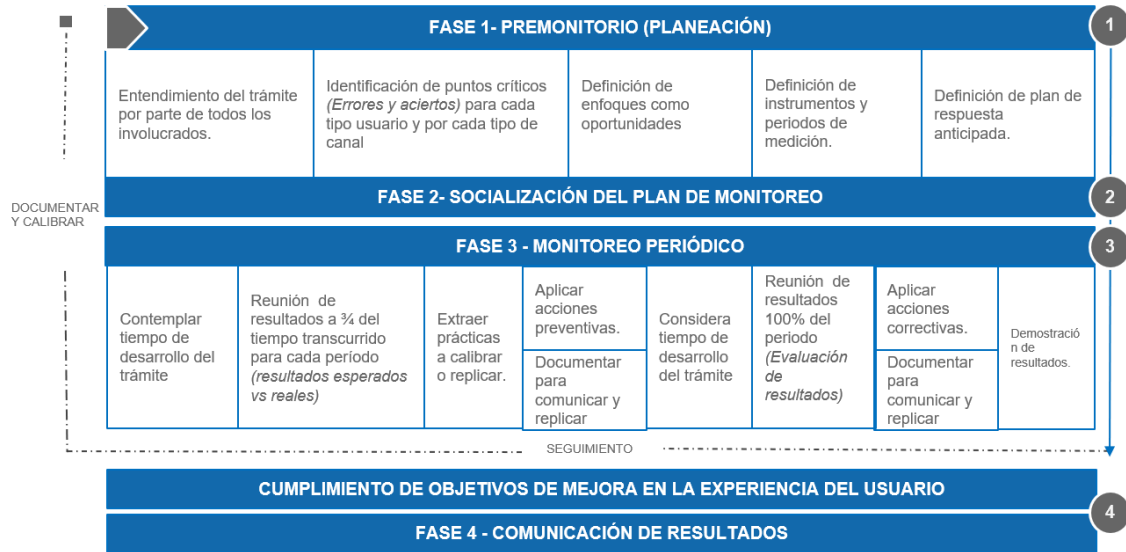 FASE 1- PREMONITORIO (PLANEACIÓN)
1
Entendimiento del trámite
por parte de todos los
involucrados.
Identificación de puntos críticos
(Errores y aciertos) para cada
tipo usuario y por cada tipo de
canal
Definición de
enfoques como
oportunidades
Definición de
instrumentos y
periodos de
medición.
Definición de plan de
respuesta
anticipada.
FASE 2- SOCIALIZACIÓN DEL PLAN DE MONITOREO
2
DOCUMENTAR
Y CALIBRAR
FASE 3 - MONITOREO PERIÓDICO
3
Contemplar
tiempo de
desarrollo del
trámite
Reunión de
resultados a ¾ del
tiempo transcurrido
para cada período
(resultados esperados
vs reales)
Extraer
prácticas
a calibrar
o replicar.
Aplicar
acciones
preventivas.
Documentar
para
comunicar y
replicar
Considera
tiempo de
desarrollo
del trámite
Reunión de
resultados
100% del
periodo
(Evaluación
de
resultados)
Aplicar
acciones
correctivas.
Documentar
para
comunicar y
replicar
Demostració
n de
resultados.
SEGUIMIENTO
CUMPLIMIENTO DE OBJETIVOS DE MEJORA EN LA EXPERIENCIA DEL USUARIO
4
FASE 4 - COMUNICACIÓN DE RESULTADOS